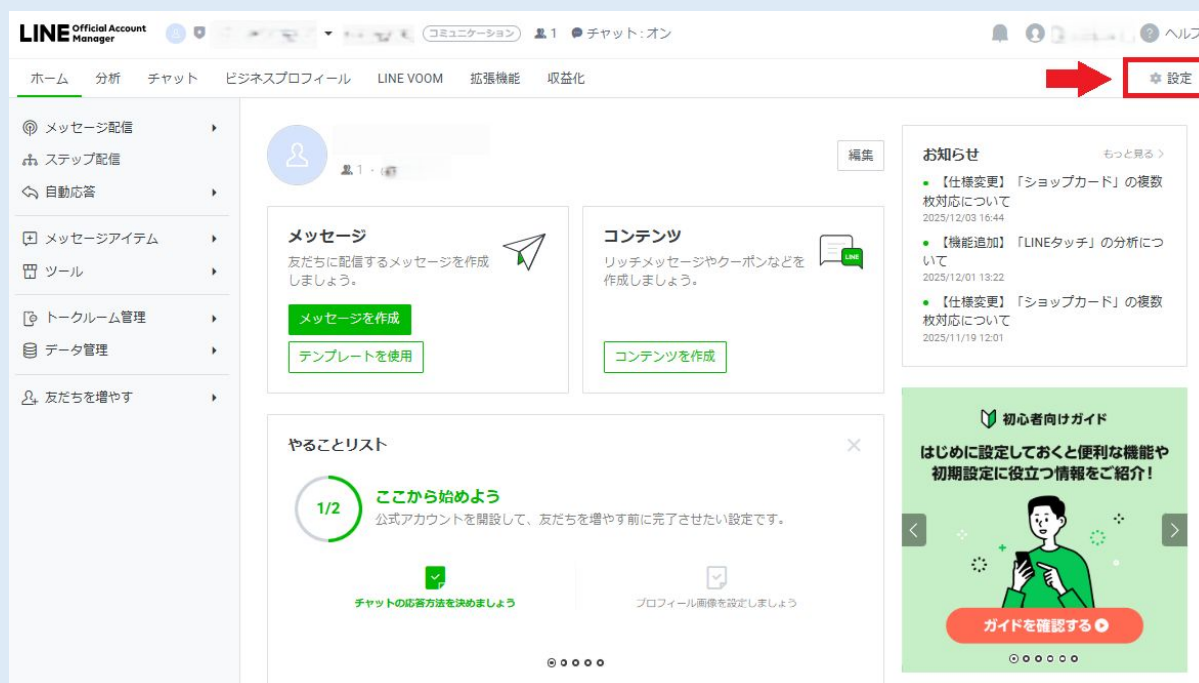 LINE Official Account Manager
コミュニケーション
1
チャット:オン
ヘルプ
ホーム
分析
チャット
ビジネスプロフィール
LINE VOOM
拡張機能
収益化
設定
メッセージ配信
ステップ配信
自動応答
メッセージアイテム
ツール
トークルーム管理
データ管理
友だちを増やす
1
編集
メッセージ
友だちに配信するメッセージを作成
しましょう。
メッセージを作成
テンプレートを使用
コンテンツ
リッチメッセージやクーポンなどを
作成しましょう。
LINE
コンテンツを作成
やることリスト
1/2
ここから始めよう
公式アカウントを開設して、友だちを増やす前に完了させたい設定です。
チャットの応答方法を決めましょう
プロフィール画像を設定しましょう
お知らせ
もっと見る
【仕様変更】「ショップカード」の複数
枚対応について
2025/12/03 16:44
【機能追加】「LINEタッチ」の分析につ
いて
2025/12/01 13:22
【仕様変更】「ショップカード」の複数
枚対応について
2025/11/19 12:01
初心者向けガイド
はじめに設定しておくと便利な機能や
初期設定に役立つ情報をご紹介!
ガイドを確認する